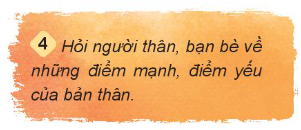 4 Hỏi người thân, bạn bè về
những điểm mạnh, điểm yếu
của bản thân.